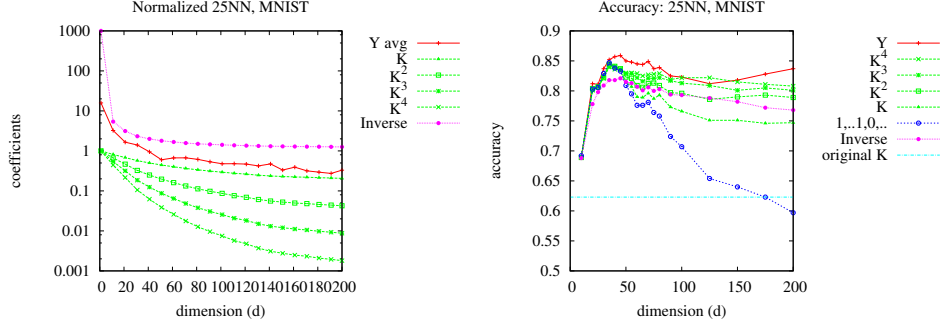 Normalized 25NN, MNIST
coefficients
1000
100
10
1
0.1
0.01
0.001
0 20 40 60 80 100 120 140 160 180 200
dimension (d)
Y avg
K
K²
K³
K⁴
Inverse
Accuracy: 25NN, MNIST
accuracy
0.9
0.85
0.8
0.75
0.7
0.65
0.6
0.55
0.5
0 50 100 150 200
dimension (d)
Y
K⁴
K³
K²
K
1,..1,0,..
Inverse
original K